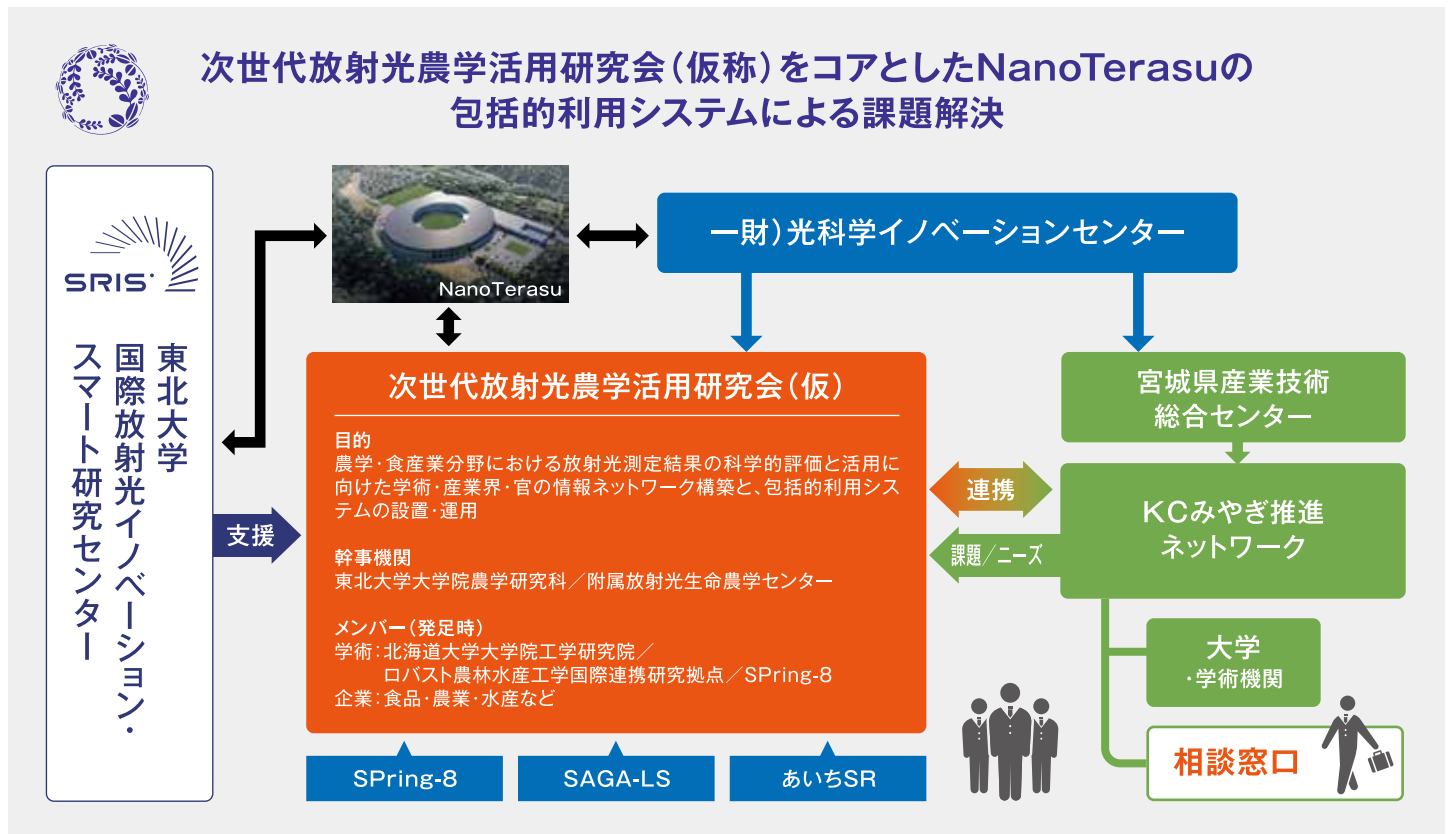 次世代放射光農学活用研究会（仮称）をコアとしたNanoTerasuの
包括的利用システムによる課題解決
SRIS
東北大学
国際放射光イノベーション・
スマート研究センター
NanoTerasu
一財）光科学イノベーションセンター
支援
次世代放射光農学活用研究会（仮）
目的
農学・食産業分野における放射光測定結果の科学的評価と活用に
向けた学術・産業界・官の情報ネットワーク構築と、包括的利用シス
テムの設置・運用
幹事機関
東北大学大学院農学研究科／附属放射光生命農学センター
メンバー（発足時）
学術：北海道大学大学院工学研究院／
ロバスト農林水産工学国際連携研究拠点／SPring-8
企業：食品・農業・水産など
SPring-8
SAGA-LS
あいちSR
連携
課題／ニーズ
宮城県産業技術
総合センター
KCみやぎ推進
ネットワーク
大学
・学術機関
相談窓口